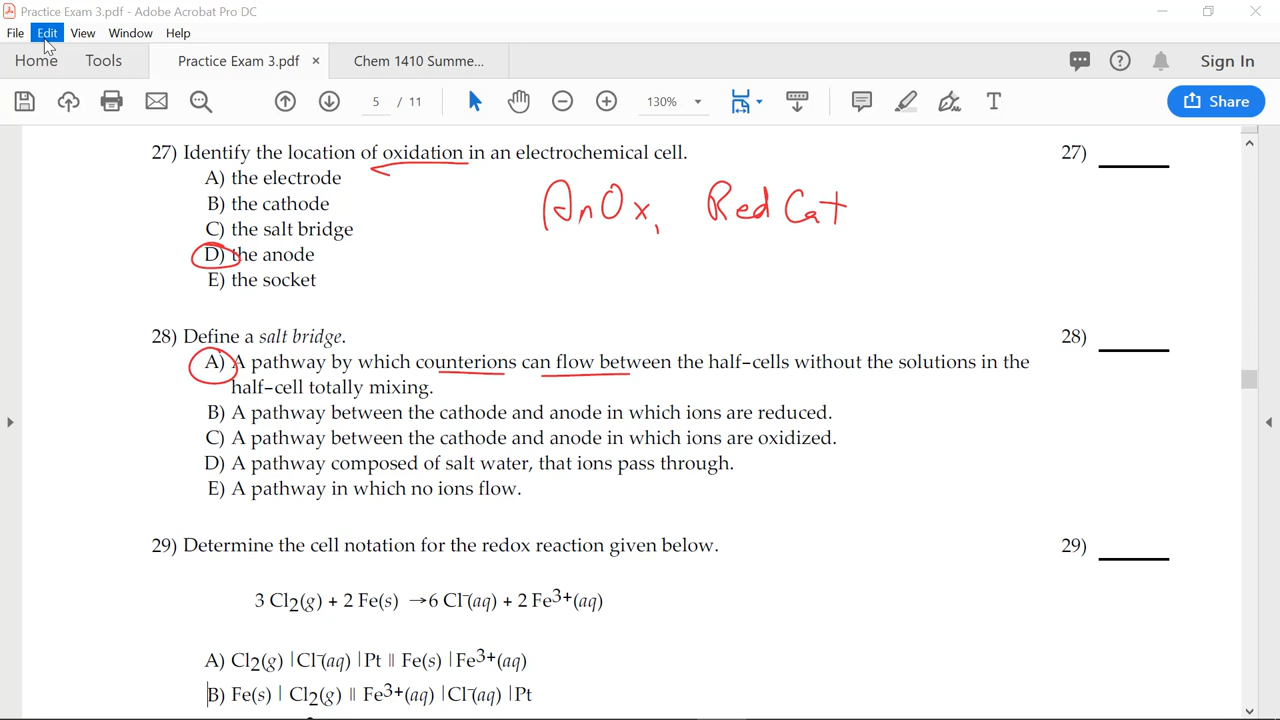 Practice Exam 3.pdf - Adobe Acrobat Pro DC
File Edit View Window Help
Home Tools Practice Exam 3.pdf × Chem 1410 Summe... Sign In
5 / 11 130% Share
27) Identify the location of oxidation in an electrochemical cell. 27)
A) the electrode
B) the cathode
AnOx, Red Cat
C) the salt bridge
D) the anode
E) the socket
28) Define a salt bridge. 28)
A) A pathway by which counterions can flow between the half-cells without the solutions in the
half-cell totally mixing.
B) A pathway between the cathode and anode in which ions are reduced.
C) A pathway between the cathode and anode in which ions are oxidized.
D) A pathway composed of salt water, that ions pass through.
E) A pathway in which no ions flow.
29) Determine the cell notation for the redox reaction given below. 29)
3 Cl2(g) + 2 Fe(s) →6 Cl⁻(aq) + 2 Fe3+(aq)
A) Cl2(g) | Cl⁻(aq) | Pt ‖ Fe(s) | Fe3+(aq)
B) Fe(s) | Cl2(g) ‖ Fe3+(aq) | Cl⁻(aq) | Pt